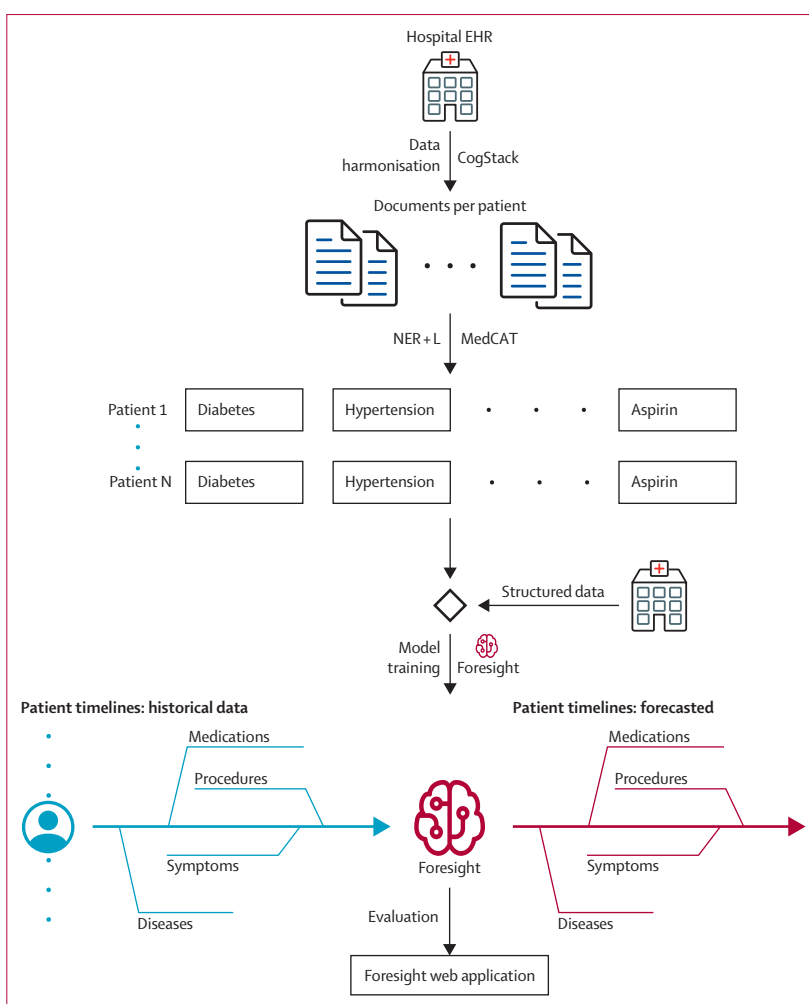 Hospital EHR
Data
harmonisation
CogStack
Documents per patient
NER+L
MedCAT
Patient 1
Diabetes
Hypertension
Aspirin
Patient N
Diabetes
Hypertension
Aspirin
Structured data
Model
training
Foresight
Patient timelines: historical data
Medications
Procedures
Symptoms
Diseases
Foresight
Patient timelines: forecasted
Medications
Procedures
Symptoms
Diseases
Evaluation
Foresight web application